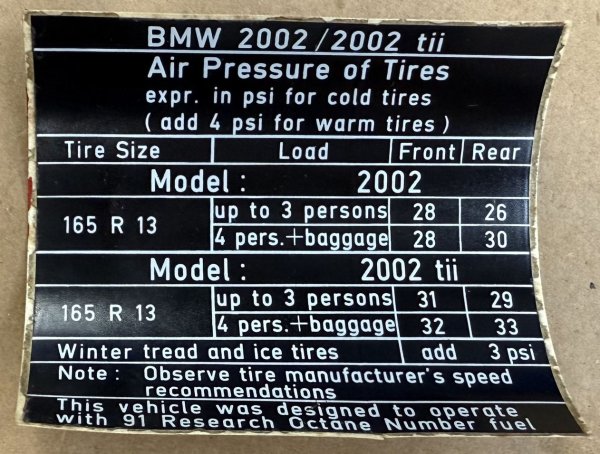 BMW 2002/2002 tii
Air Pressure of Tires
expr. in psi for cold tires
( add 4 psi for warm tires )
Tire Size Load Front Rear
Model : 2002
165 R 13 up to 3 persons 28 26
4 pers.+baggage 28 30
Model : 2002 tii
165 R 13 up to 3 persons 31 29
4 pers.+baggage 32 33
Winter tread and ice tires add 3 psi
Note : Observe tire manufacturer's speed
recommendations
This vehicle was designed to operate
with 91 Research Octane Number fuel